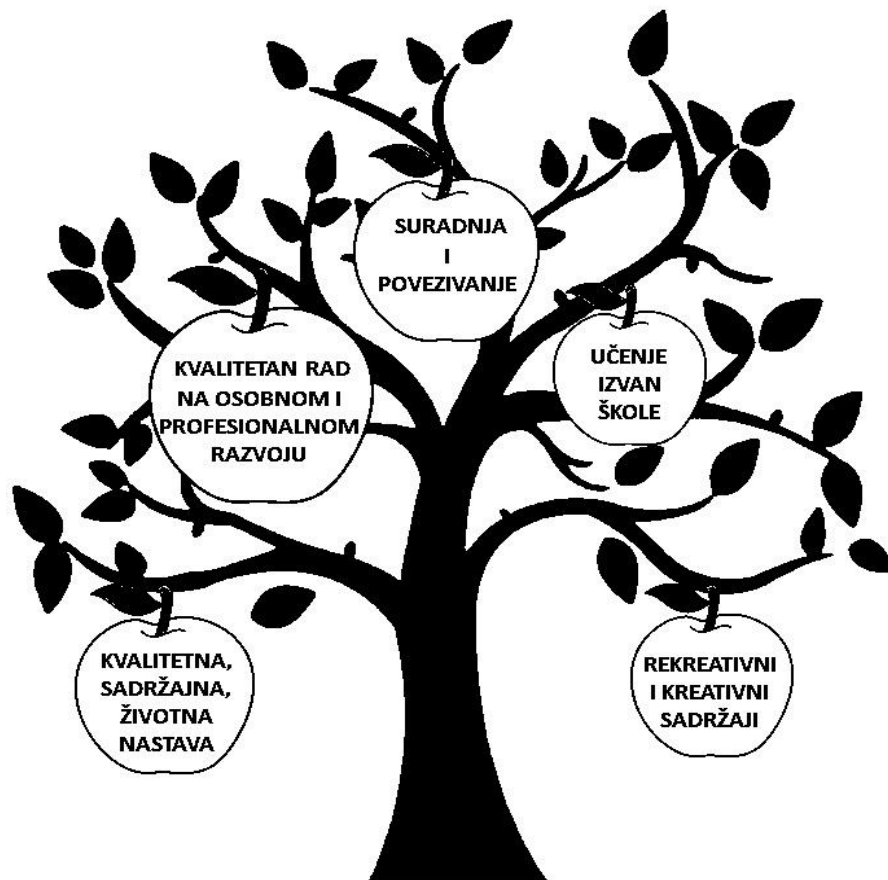 SURADNJA
I
POVEZIVANJE
KVALITETAN RAD
NA OSOBNOM I
PROFESIONALNOM
RAZVOJU
UČENJE
IZVAN
ŠKOLE
KVALITETNA,
SADRŽAJNA,
ŽIVOTNA
NASTAVA
REKREATIVNI
I KREATIVNI
SADRŽAJI